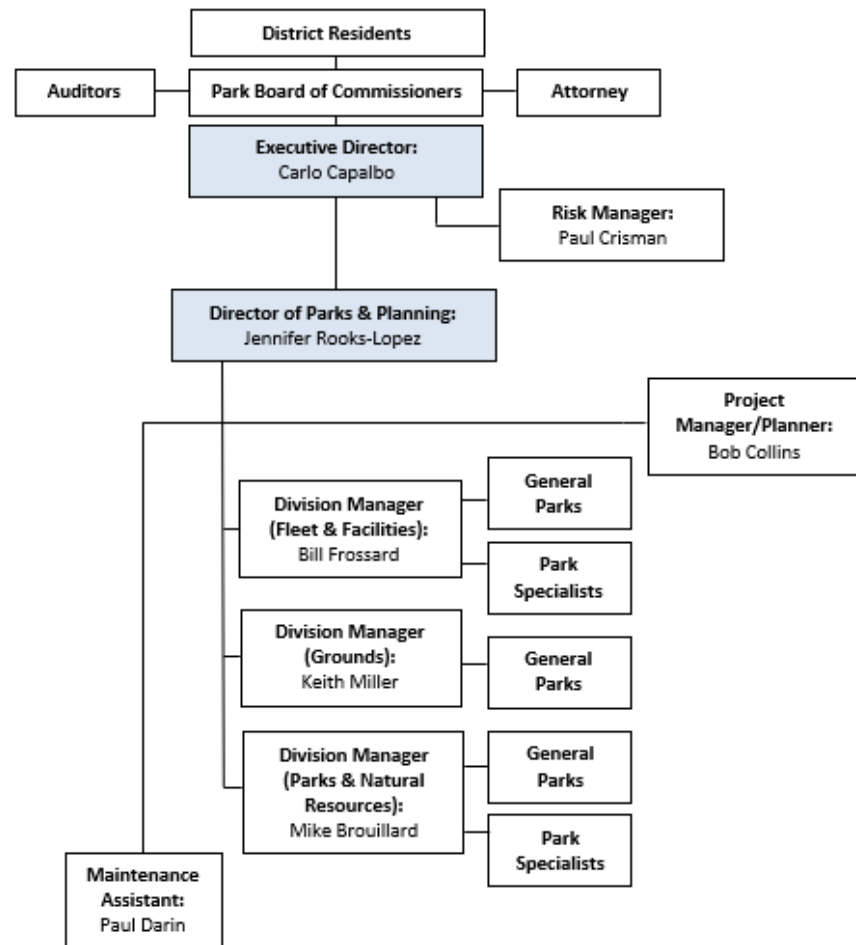 District Residents
Auditors
Park Board of Commissioners
Attorney
Executive Director:
Carlo Capalbo
Risk Manager:
Paul Crisman
Director of Parks & Planning:
Jennifer Rooks-Lopez
Project
Manager/Planner:
Bob Collins
Division Manager
(Fleet & Facilities):
Bill Frossard
General
Parks
Park
Specialists
Division Manager
(Grounds):
Keith Miller
General
Parks
Division Manager
(Parks & Natural
Resources):
Mike Brouillard
General
Parks
Park
Specialists
Maintenance
Assistant:
Paul Darin